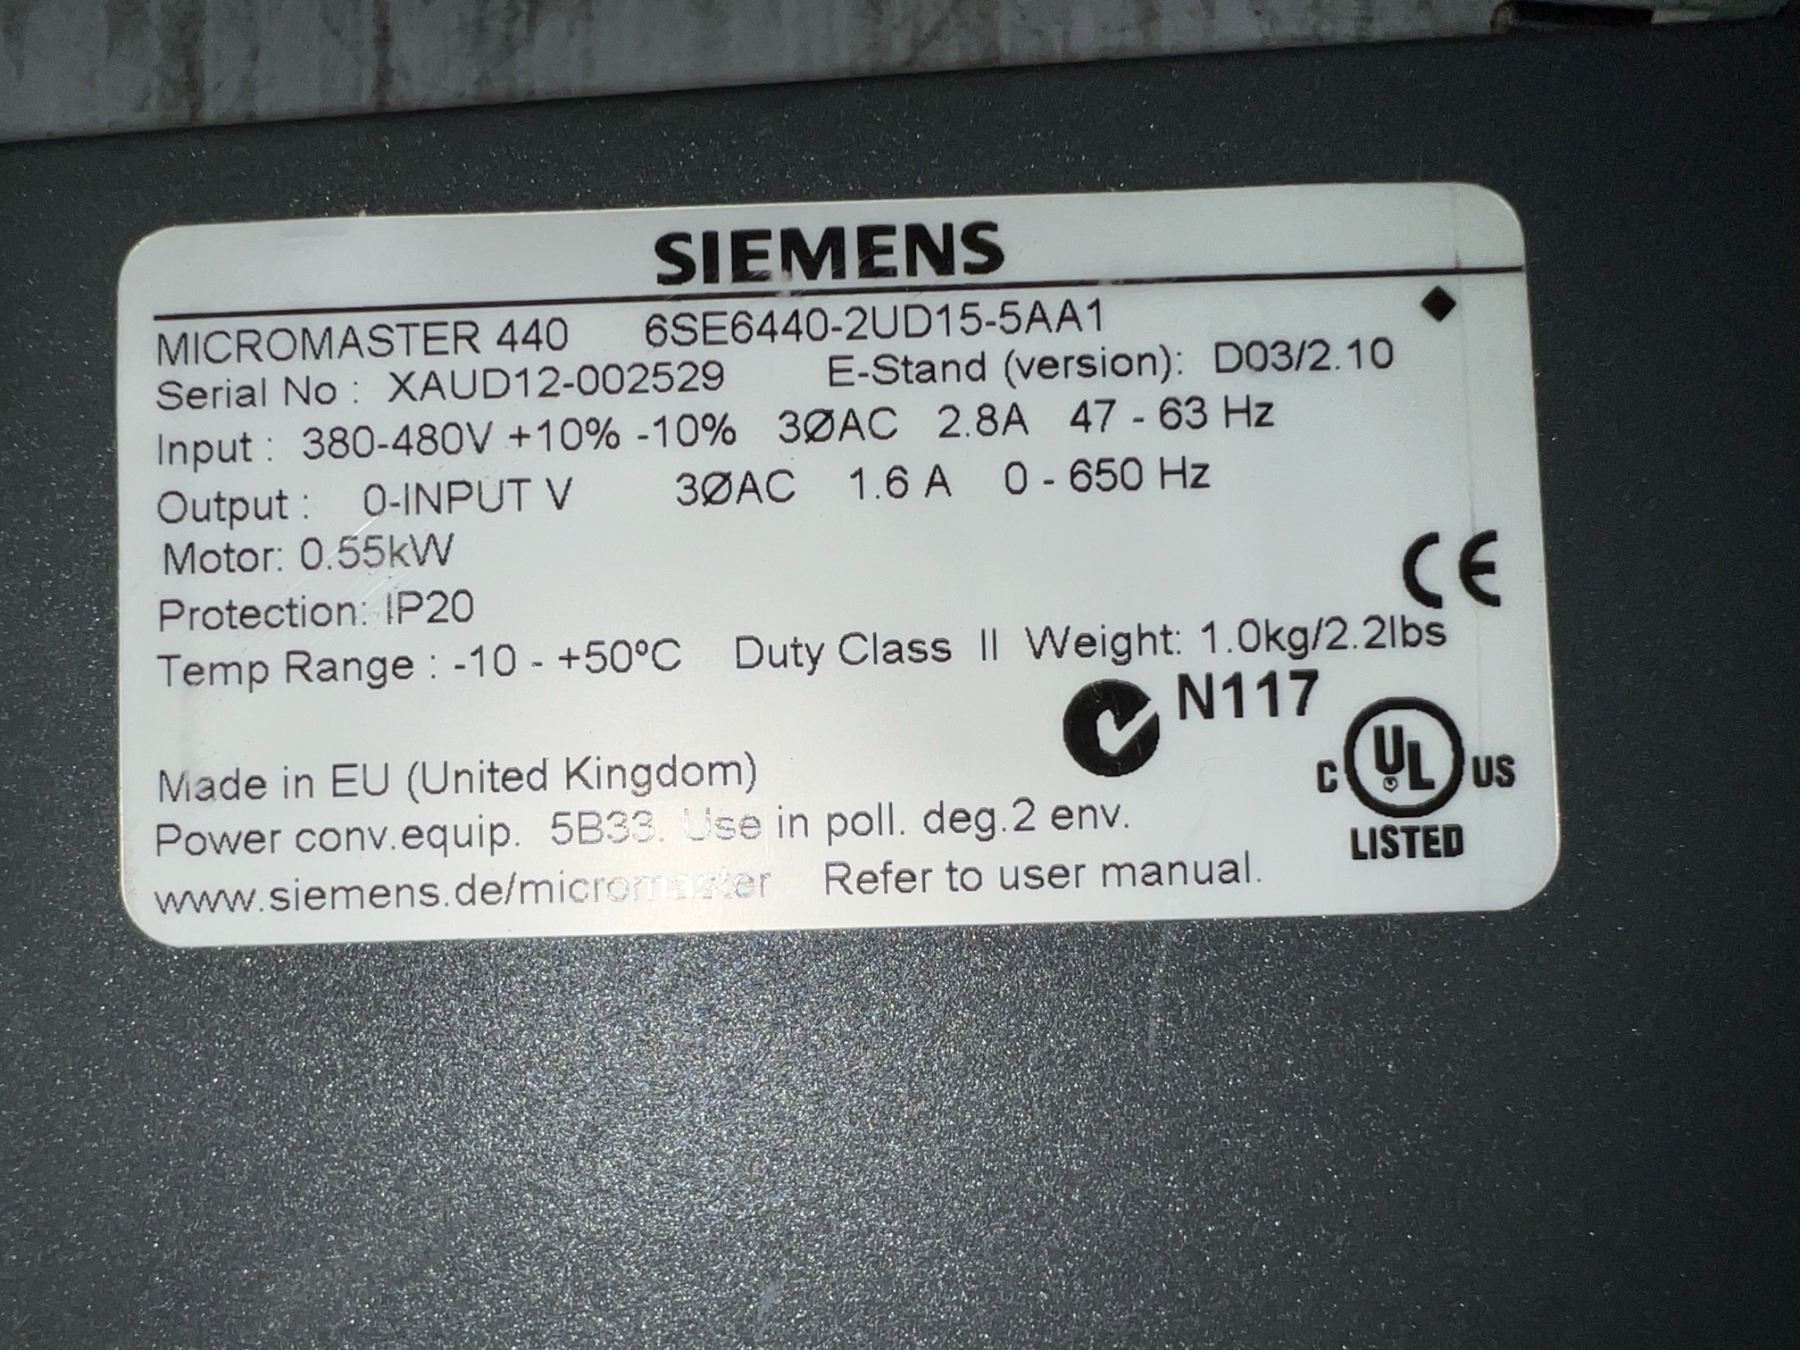 SIEMENS
MICROMASTER 440 6SE6440-2UD15-5AA1
Serial No : XAUD12-002529 E-Stand (version): D03/2.10
Input : 380-480V +10% -10% 3ØAC 2.8A 47 - 63 Hz
Output : 0-INPUT V 3ØAC 1.6 A 0 - 650 Hz
Motor: 0.55kW
CE
Protection: IP20
Temp Range : -10 - +50ºC Duty Class II Weight: 1.0kg/2.2lbs
N117
Made in EU (United Kingdom)
C UL US
Power conv.equip. 5B33. Use in poll. deg.2 env.
LISTED
www.siemens.de/micromaster Refer to user manual.